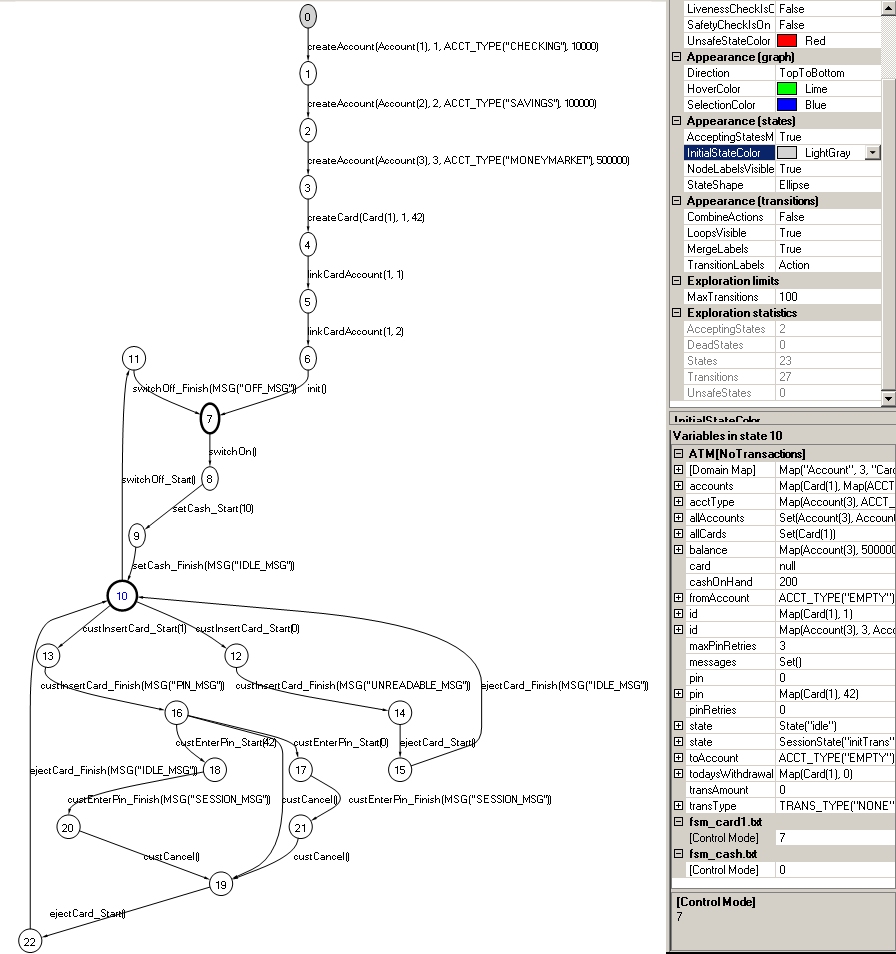 0
createAccount(Account(1), 1, ACCT_TYPE("CHECKING"), 10000)
1
createAccount(Account(2), 2, ACCT_TYPE("SAVINGS"), 100000)
2
createAccount(Account(3), 3, ACCT_TYPE("MONEYMARKET"), 500000)
3
createCard(Card(1), 1, 42)
4
linkCardAccount(1, 1)
5
linkCardAccount(1, 2)
11
6
switchOff_Finish(MSG("OFF_MSG"))
init()
7
switchOn()
switchOff_Start()
8
setCash_Start(10)
9
setCash_Finish(MSG("IDLE_MSG"))
10
custInsertCard_Start(1)
custInsertCard_Start(0)
13
12
custInsertCard_Finish(MSG("PIN_MSG"))
custInsertCard_Finish(MSG("UNREADABLE_MSG"))
ejectCard_Finish(MSG("IDLE_MSG"))
16
14
custEnterPin_Start(42)
custEnterPin_Start(0)
ejectCard_Start()
ejectCard_Finish(MSG("IDLE_MSG"))
18
17
15
custEnterPin_Finish(MSG("SESSION_MSG"))
custCancel()
custEnterPin_Finish(MSG("SESSION_MSG"))
20
21
custCancel()
custCancel()
19
ejectCard_Start()
22
LivenessCheckIsC False
SafetyCheckIsOn False
UnsafeStateColor Red
Appearance (graph)
Direction TopToBottom
HoverColor Lime
SelectionColor Blue
Appearance (states)
AcceptingStatesM True
InitialStateColor LightGray
NodeLabelsVisible True
StateShape Ellipse
Appearance (transitions)
CombineActions False
LoopsVisible True
MergeLabels True
TransitionLabels Action
Exploration limits
MaxTransitions 100
Exploration statistics
AcceptingStates 2
DeadStates 0
States 23
Transitions 27
UnsafeStates 0
InitialStateColor
Variables in state 10
ATM[NoTransactions]
[Domain Map] Map("Account", 3, "Card
accounts Map(Card(1), Map(ACCT
acctType Map(Account(3), ACCT_
allAccounts Set(Account(3), Account
allCards Set(Card(1))
balance Map(Account(3), 500000
card null
cashOnHand 200
fromAccount ACCT_TYPE("EMPTY")
id Map(Card(1), 1)
id Map(Account(3), 3, Acco
maxPinRetries 3
messages Set()
pin 0
pin Map(Card(1), 42)
pinRetries 0
state State("idle")
state SessionState("initTrans"
toAccount ACCT_TYPE("EMPTY")
todaysWithdrawal Map(Card(1), 0)
transAmount 0
transType TRANS_TYPE("NONE"
fsm_card1.txt
[Control Mode] 7
fsm_cash.txt
[Control Mode] 0
[Control Mode]
7